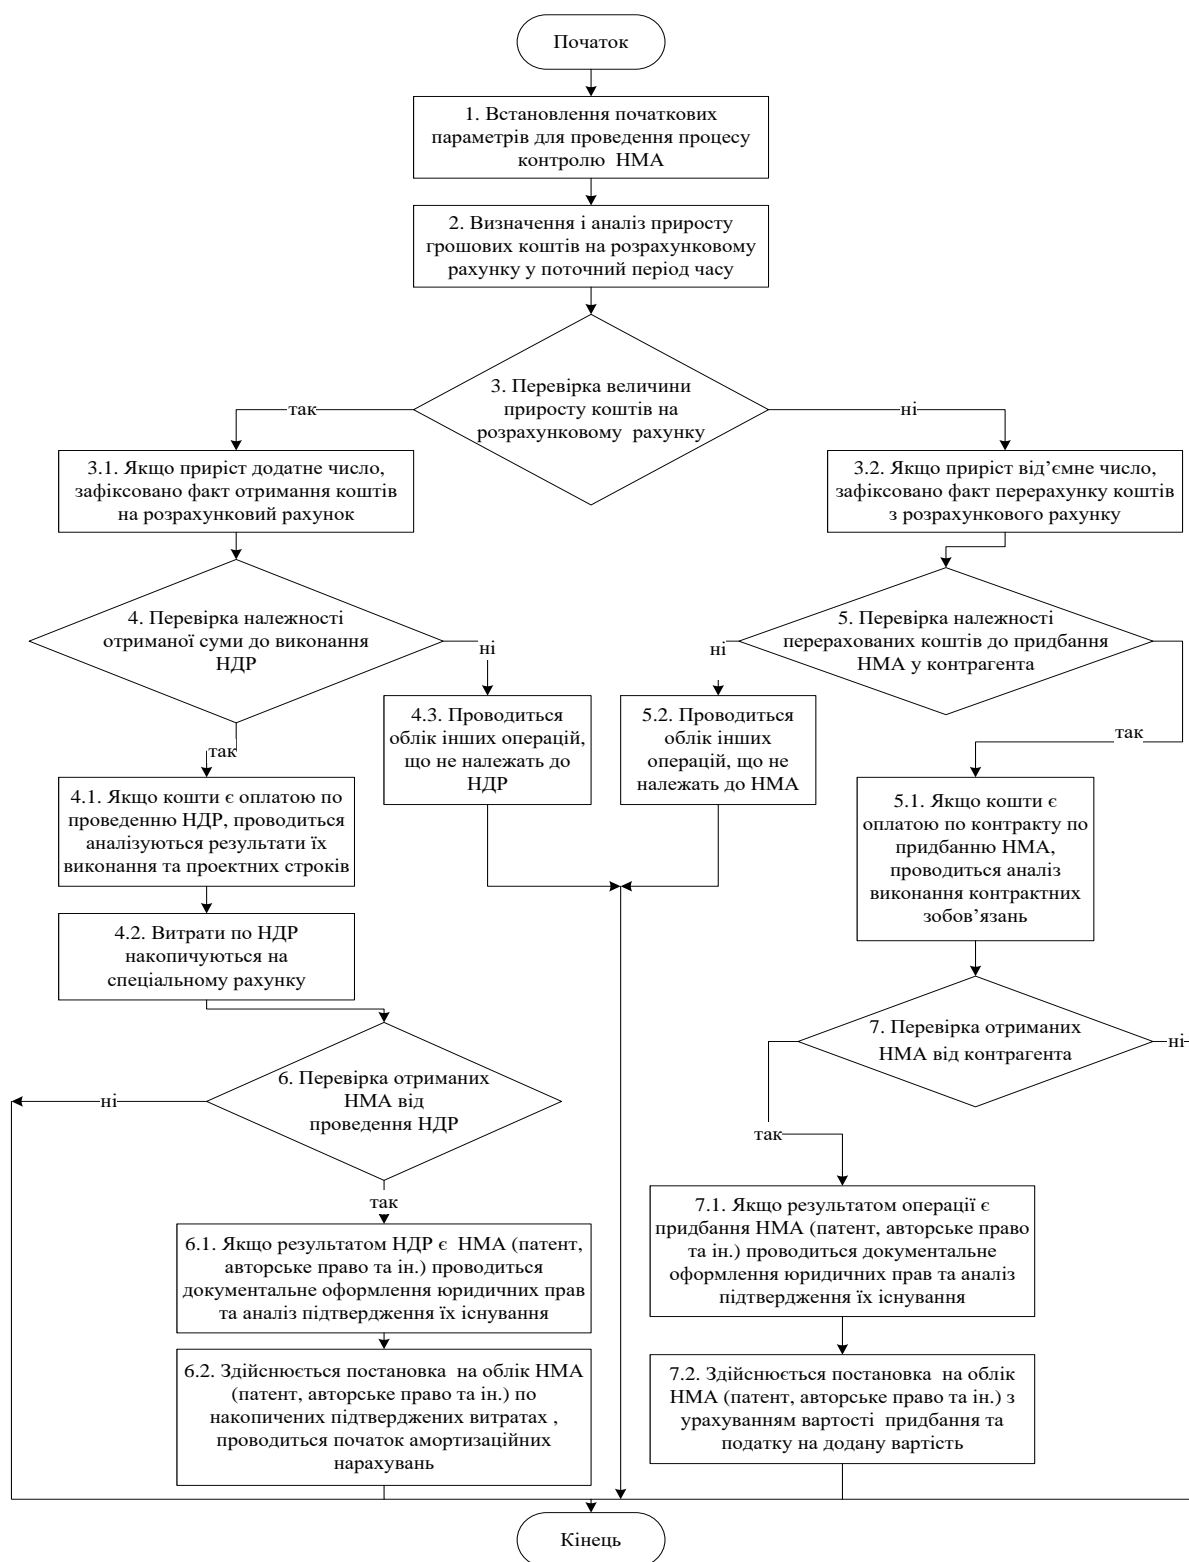 Початок
1. Встановлення початкових
параметрів для проведення процесу
контролю НМА
2. Визначення і аналіз приросту
грошових коштів на розрахунковому
рахунку у поточний період часу
3. Перевірка величини
приросту коштів на
розрахунковому рахунку
так
ні
3.1. Якщо приріст додатне число,
зафіксовано факт отримання коштів
на розрахунковий рахунок
3.2. Якщо приріст від’ємне число,
зафіксовано факт перерахунку коштів
з розрахункового рахунку
4. Перевірка належності
отриманої суми до виконання
НДР
ні
5. Перевірка належності
перерахованих коштів до придбання
НМА у контрагента
ні
так
так
4.3. Проводиться
облік інших операцій,
що не належать до
НДР
5.2. Проводиться
облік інших
операцій, що не
належать до НМА
4.1. Якщо кошти є оплатою по
проведенню НДР, проводиться
аналізуються результати їх
виконання та проектних строків
5.1. Якщо кошти є
оплатою по контракту по
придбанню НМА,
проводиться аналіз
виконання контрактних
зобов’язань
4.2. Витрати по НДР
накопичуються на
спеціальному рахунку
7. Перевірка отриманих
НМА від контрагента
ні
6. Перевірка отриманих
НМА від
проведення НДР
ні
так
так
7.1. Якщо результатом операції є
придбання НМА (патент, авторське право
та ін.) проводиться документальне
оформлення юридичних прав та аналіз
підтвердження їх існування
6.1. Якщо результатом НДР є НМА (патент,
авторське право та ін.) проводиться
документальне оформлення юридичних прав
та аналіз підтвердження їх існування
6.2. Здійснюється постановка на облік НМА
(патент, авторське право та ін.) по
накопичених підтверджених витратах ,
проводиться початок амортизаційних
нарахувань
7.2. Здійснюється постановка на облік
НМА (патент, авторське право та ін.) з
урахуванням вартості придбання та
податку на додану вартість
Кінець